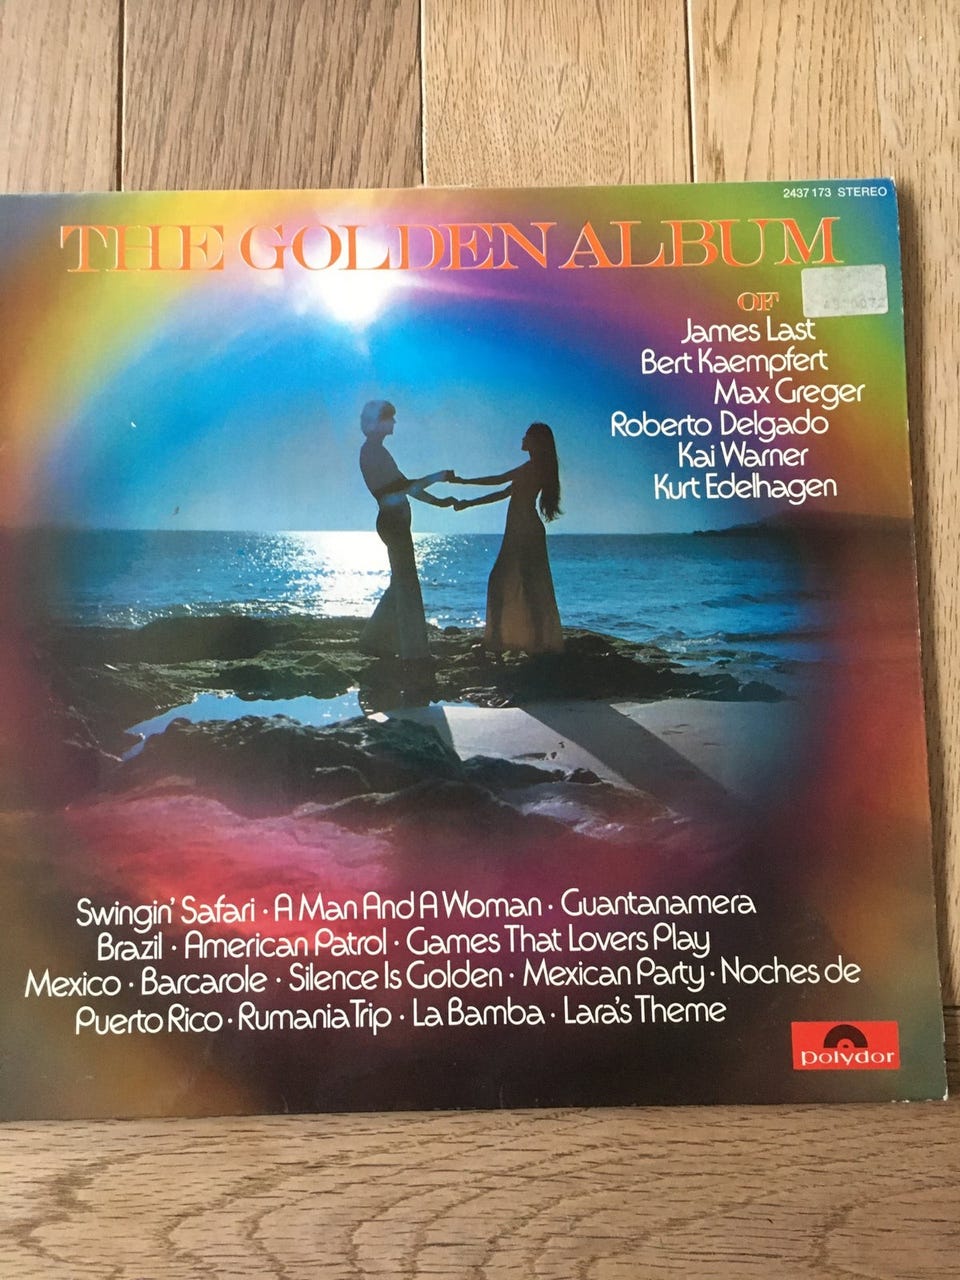 2437 173 STEREO
THE GOLDEN ALBUM
OF
James Last
Bert Kaempfert
Max Greger
Roberto Delgado
Kai Warner
Kurt Edelhagen
Swingin' Safari · A Man And A Woman · Guantanamera
Brazil · American Patrol · Games That Lovers Play
Mexico · Barcarole · Silence Is Golden · Mexican Party · Noches de
Puerto Rico · Rumania Trip · La Bamba · Lara's Theme
polydor